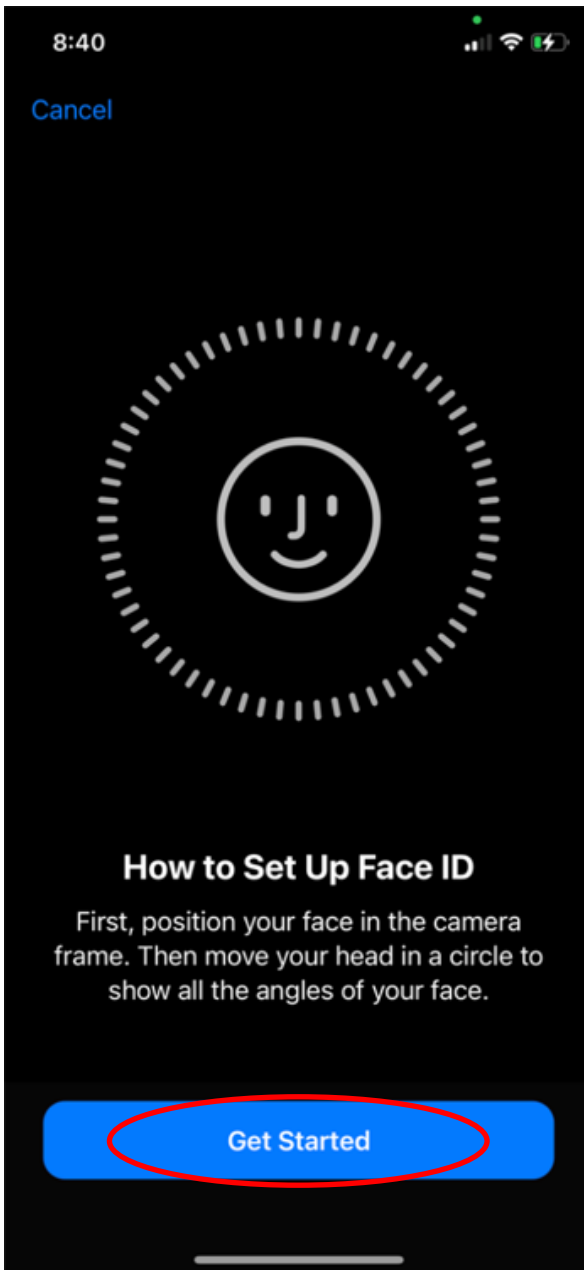 8:40
Cancel
How to Set Up Face ID
First, position your face in the camera
frame. Then move your head in a circle to
show all the angles of your face.
Get Started